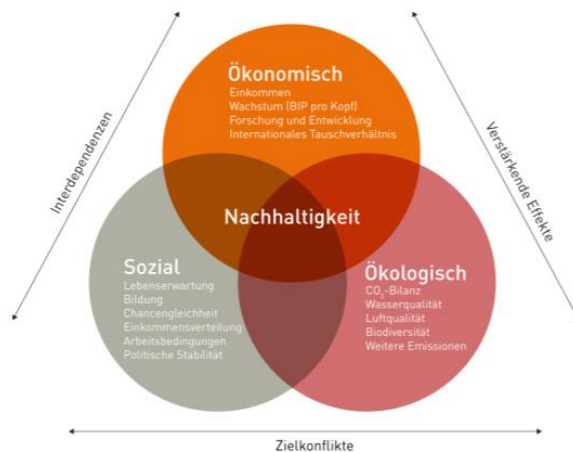 Ökonomisch
Einkommen
Wachstum (BIP pro Kopf)
Forschung und Entwicklung
Internationales Tauschverhältnis
Interdependenzen
Verstärkende Effekte
Nachhaltigkeit
Sozial
Lebenserwartung
Bildung
Chancengleichheit
Einkommensverteilung
Arbeitsbedingungen
Politische Stabilität
Ökologisch
CO₂-Bilanz
Wasserqualität
Luftqualität
Biodiversität
Weitere Emissionen
Zielkonflikte